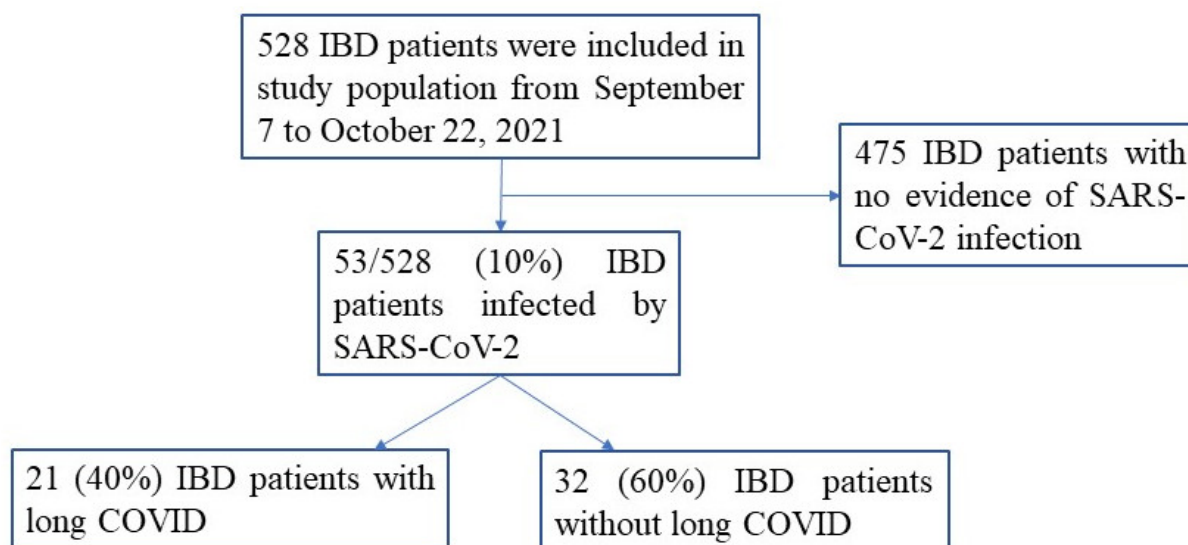 528 IBD patients were included in
study population from September
7 to October 22, 2021
475 IBD patients with
no evidence of SARS-
CoV-2 infection
53/528 (10%) IBD
patients infected by
SARS-CoV-2
21 (40%) IBD patients with
long COVID
32 (60%) IBD patients
without long COVID